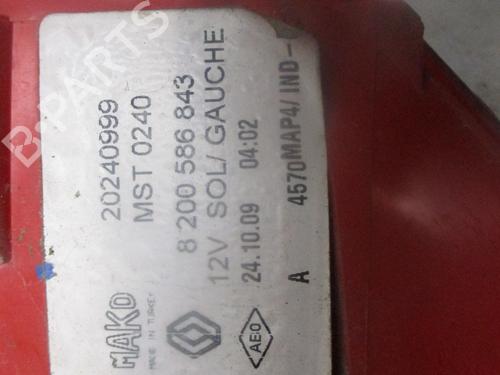 20240999
MST 0240
8 200 586 843
12V SOL/ GAUCHE
24.10.09 04:02
A 4570MAP4/IND-
MAKO
MADE IN TURKEY
AEO
B-PARTS